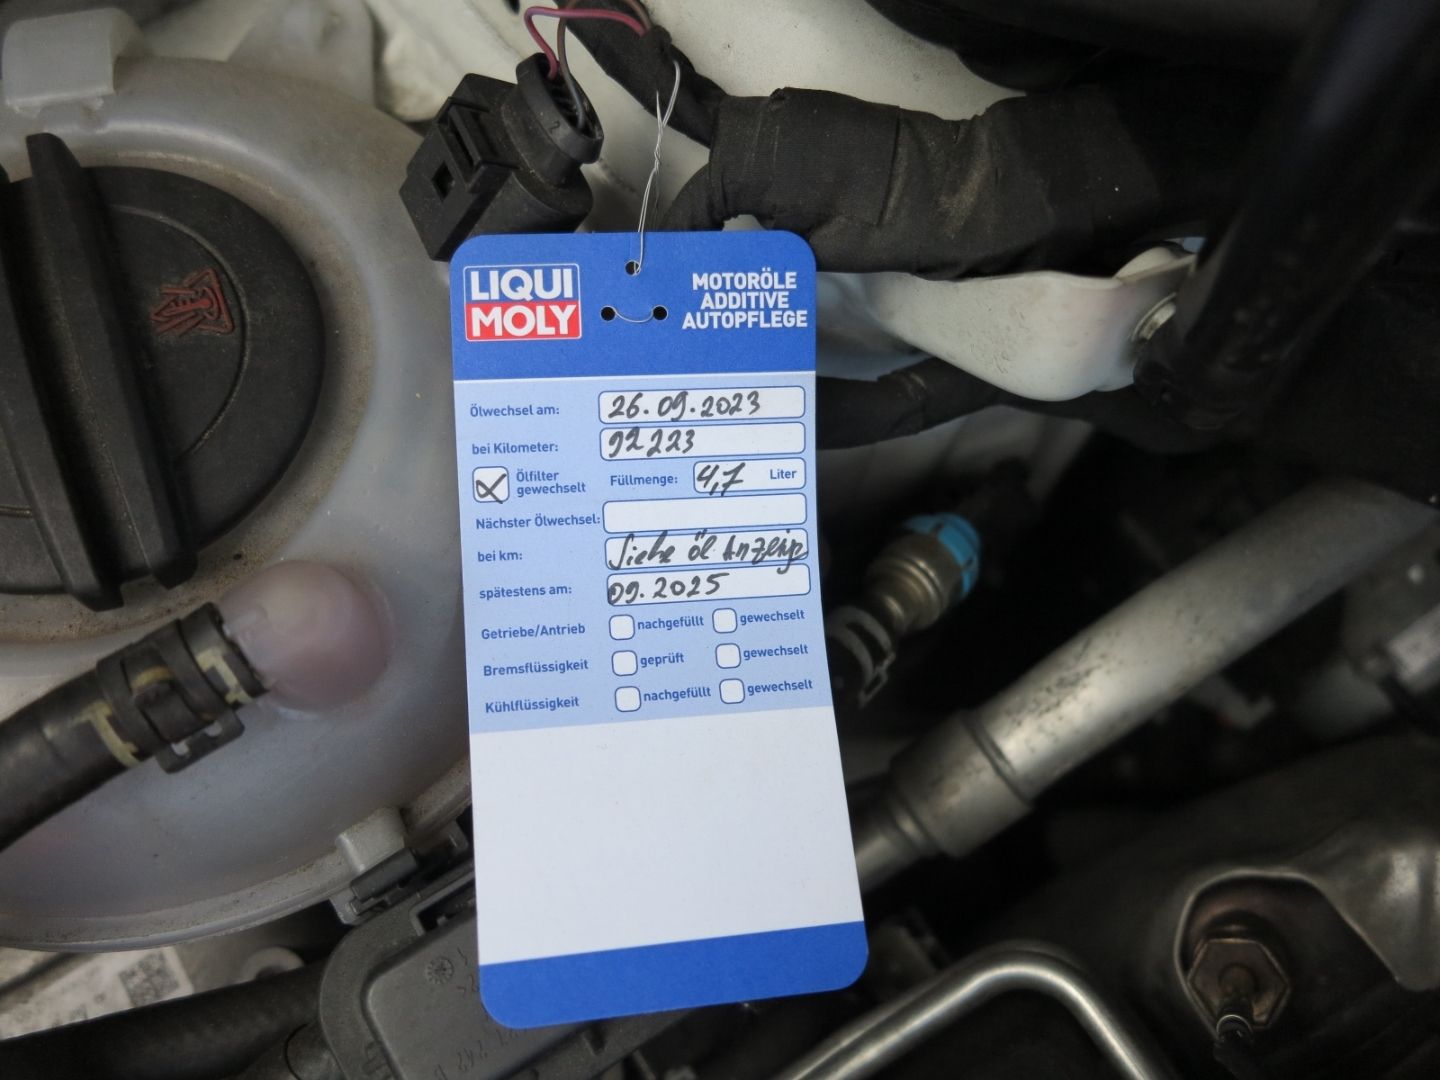 LIQUI
MOLY
MOTORÖLE
ADDITIVE
AUTOPFLEGE
Ölwechsel am: 26.09.2023
bei Kilometer: 92223
Ölfilter
gewechselt
Füllmenge: 4,7 Liter
Nächster Ölwechsel:
bei km: Siehe öl Anzeige
spätestens am: 09.2025
Getriebe/Antrieb nachgefüllt gewechselt
Bremsflüssigkeit geprüft gewechselt
Kühlflüssigkeit nachgefüllt gewechselt
2